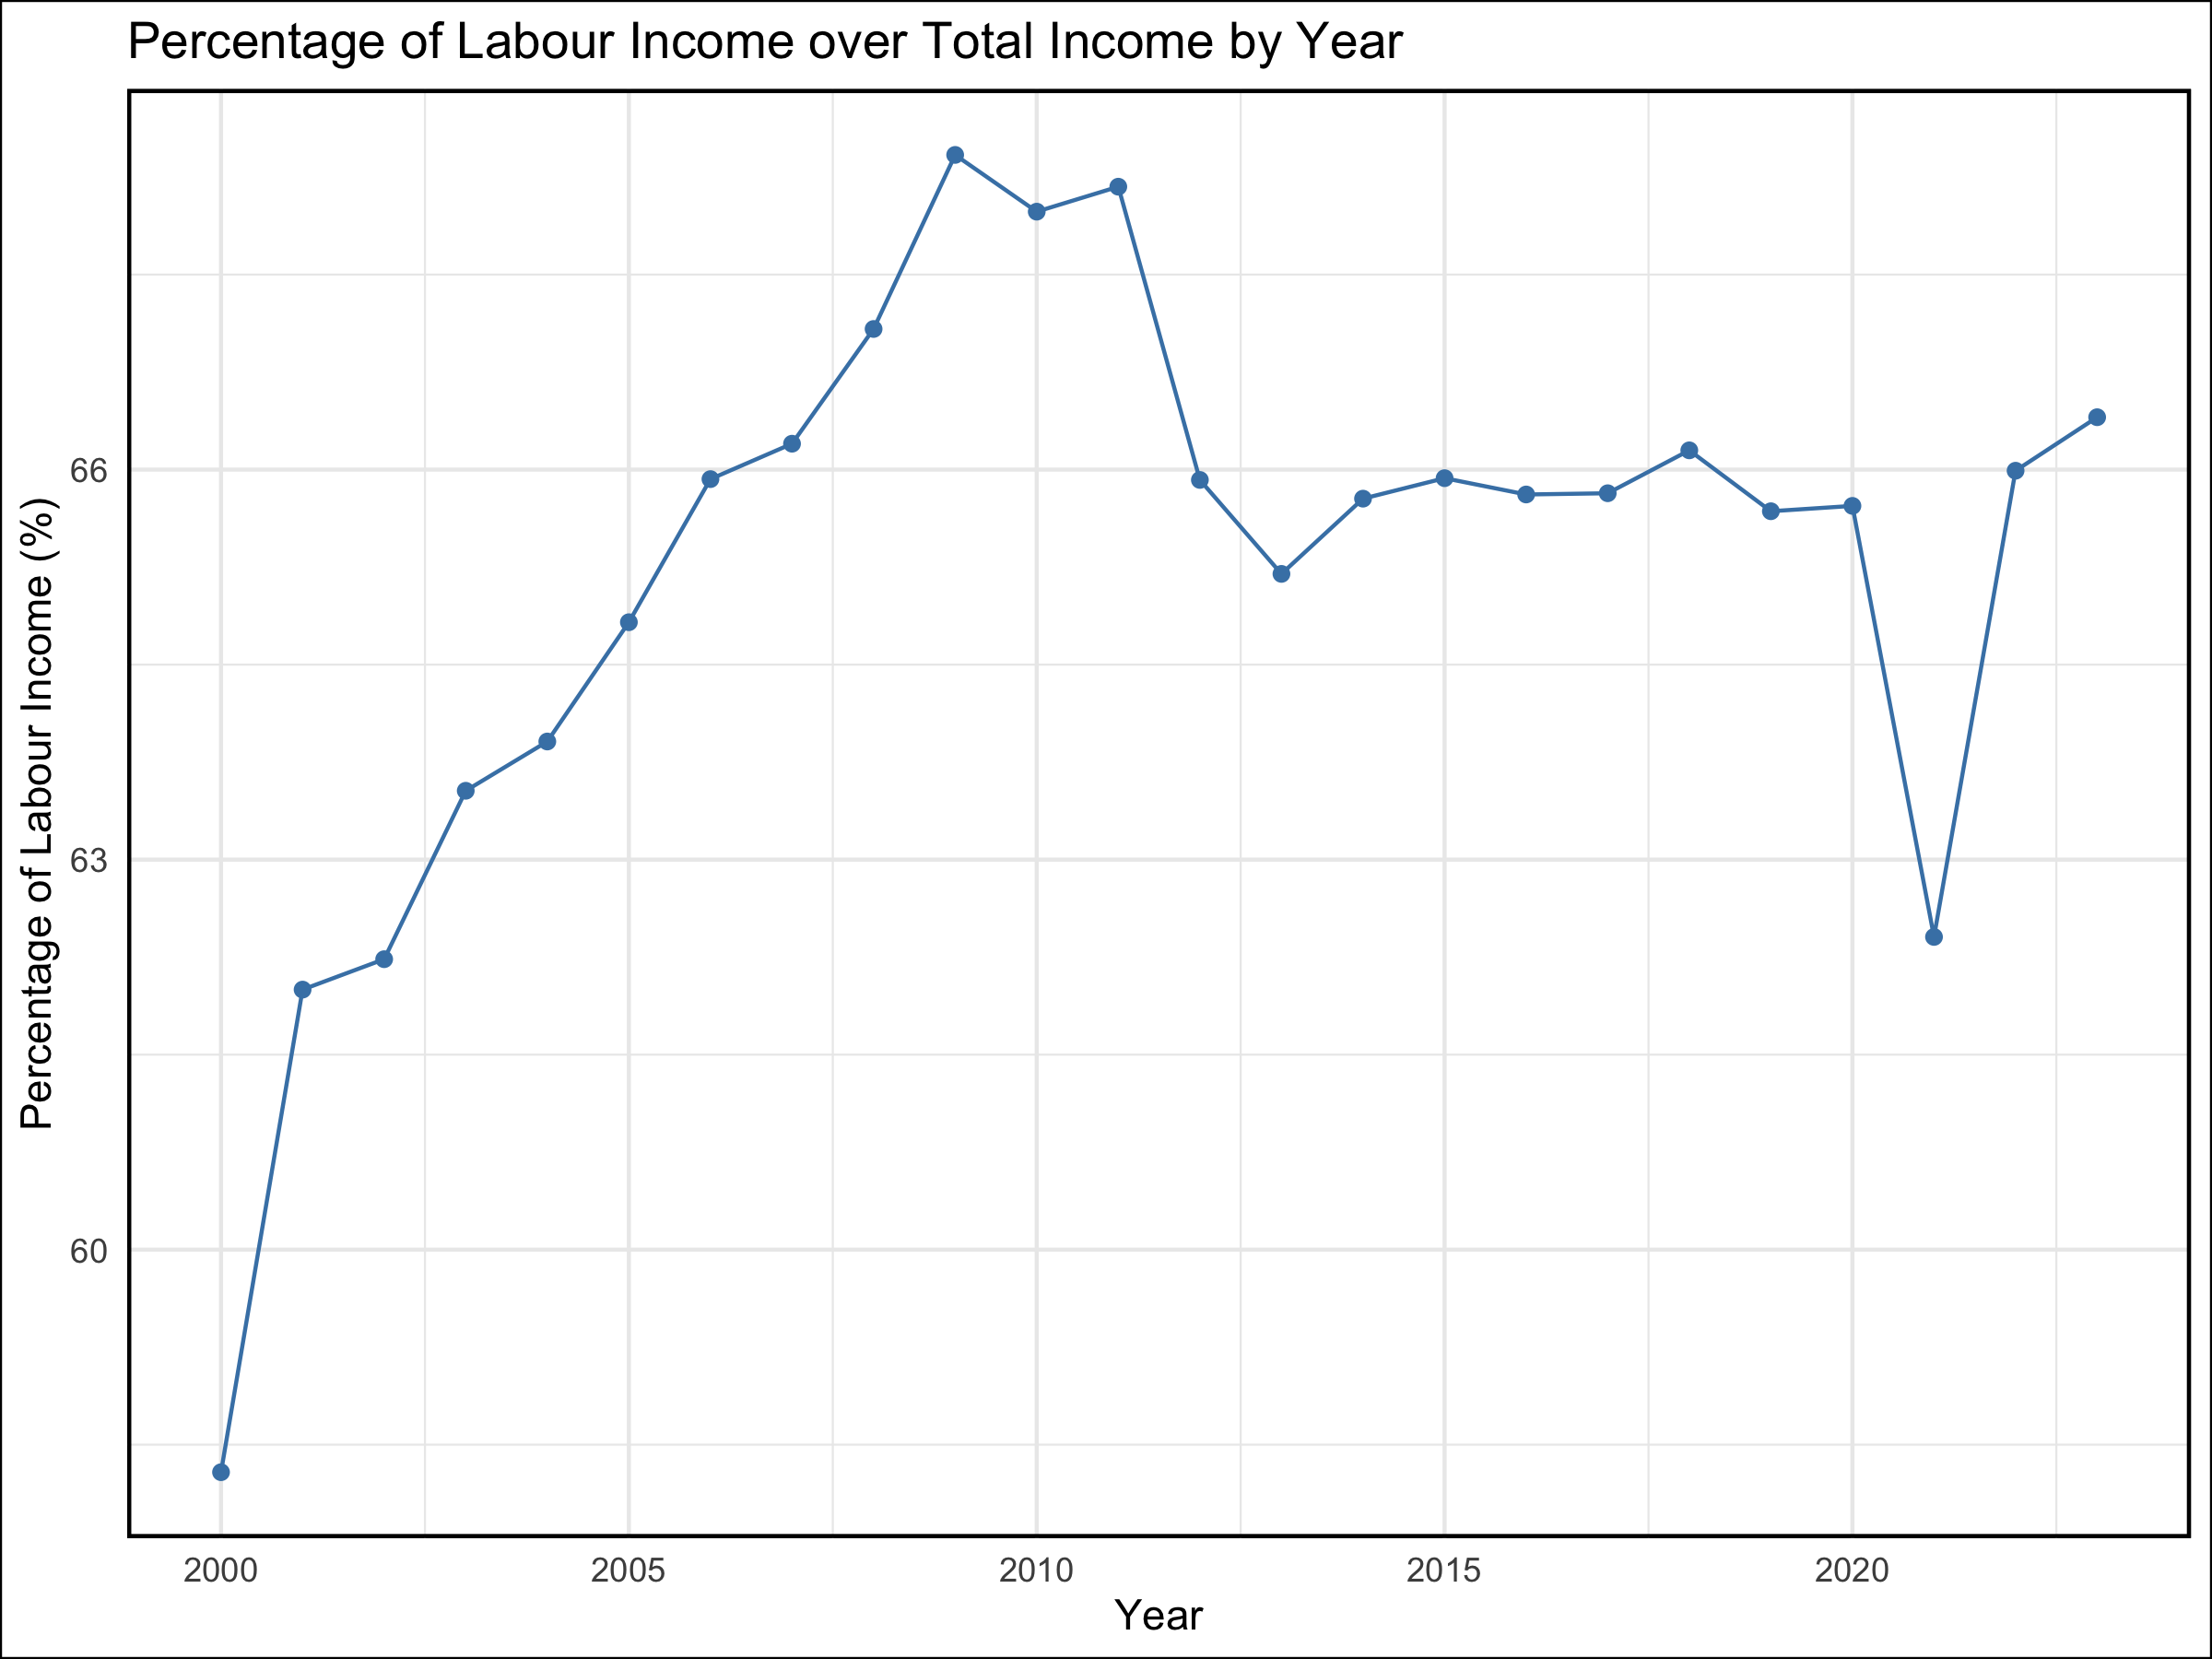 Percentage of Labour Income over Total Income by Year
Percentage of Labour Income (%)
66
63
60
2000 2005 2010 2015 2020
Year